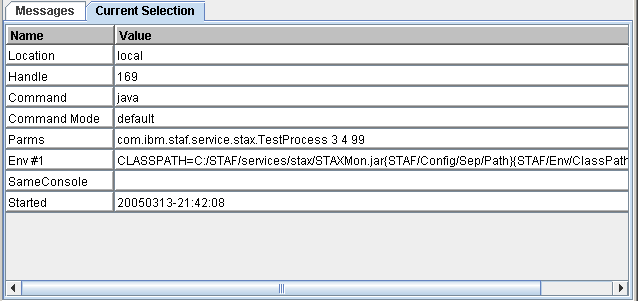 Messages Current Selection
Name Value
Location local
Handle 169
Command java
Command Mode default
Parms com.ibm.staf.service.stax.TestProcess 3 4 99
Env #1 CLASSPATH=C:/STAF/services/stax/STAXMon.jar{STAF/Config/Sep/Path}{STAF/Env/ClassPath
SameConsole
Started 20050313-21:42:08